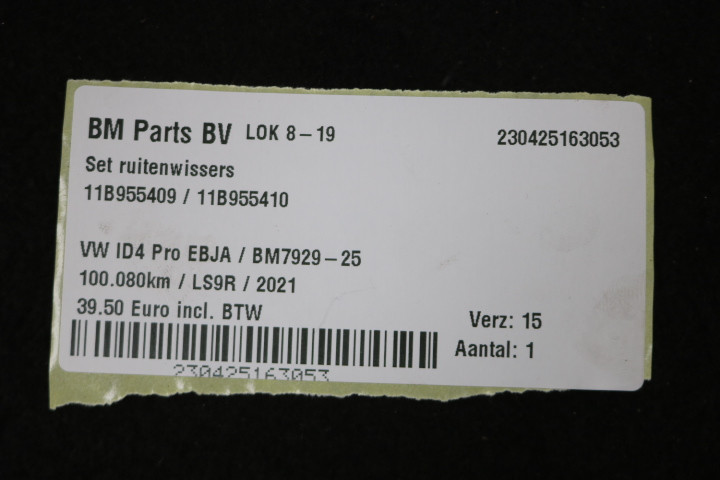 BM Parts BV LOK 8-19 230425163053
Set ruitenwissers
11B955409 / 11B955410
VW ID4 Pro EBJA / BM7929-25
100.080km / LS9R / 2021
39.50 Euro incl. BTW
Verz: 15
Aantal: 1
230425163053